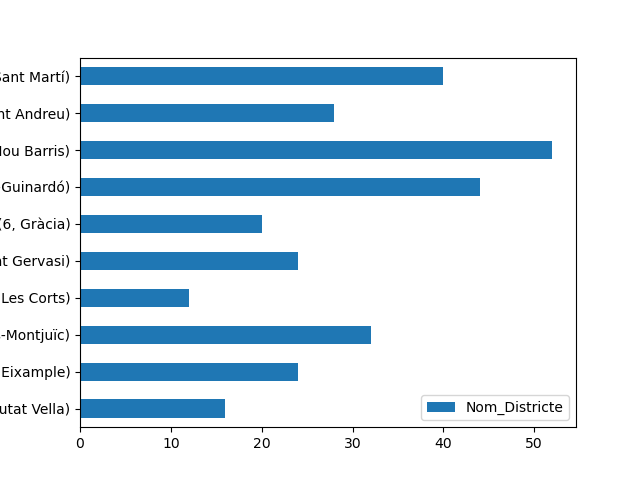 Sant Martí)
nt Andreu)
Nou Barris)
-Guinardó)
(6, Gràcia)
nt Gervasi)
Les Corts)
-Montjuïc)
Eixample)
utat Vella)
Nom_Districte
0 10 20 30 40 50